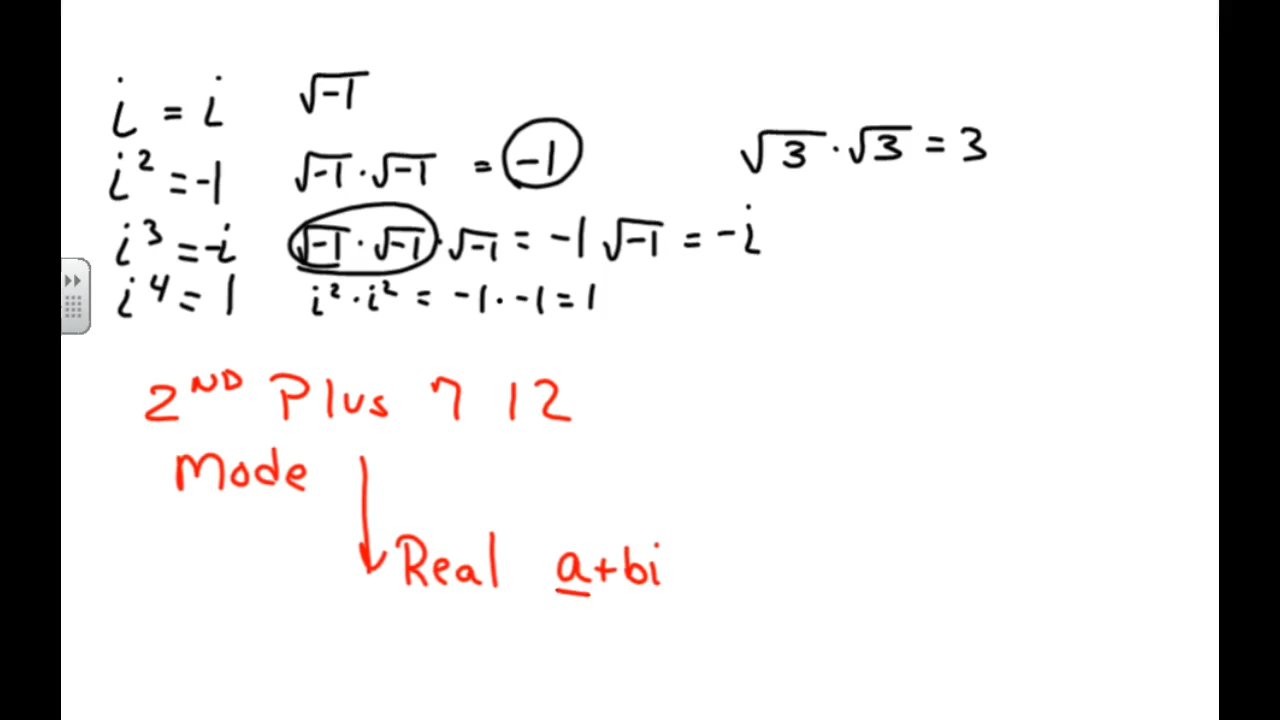 i = i √-1
i² = -1 √-1 · √-1 = -1 √3 · √3 = 3
i³ = -i √-1 · √-1 · √-1 = -1 √-1 = -i
i⁴ = 1 i² · i² = -1 · -1 = 1
2ND Plus 7 12
Mode
Real a+bi